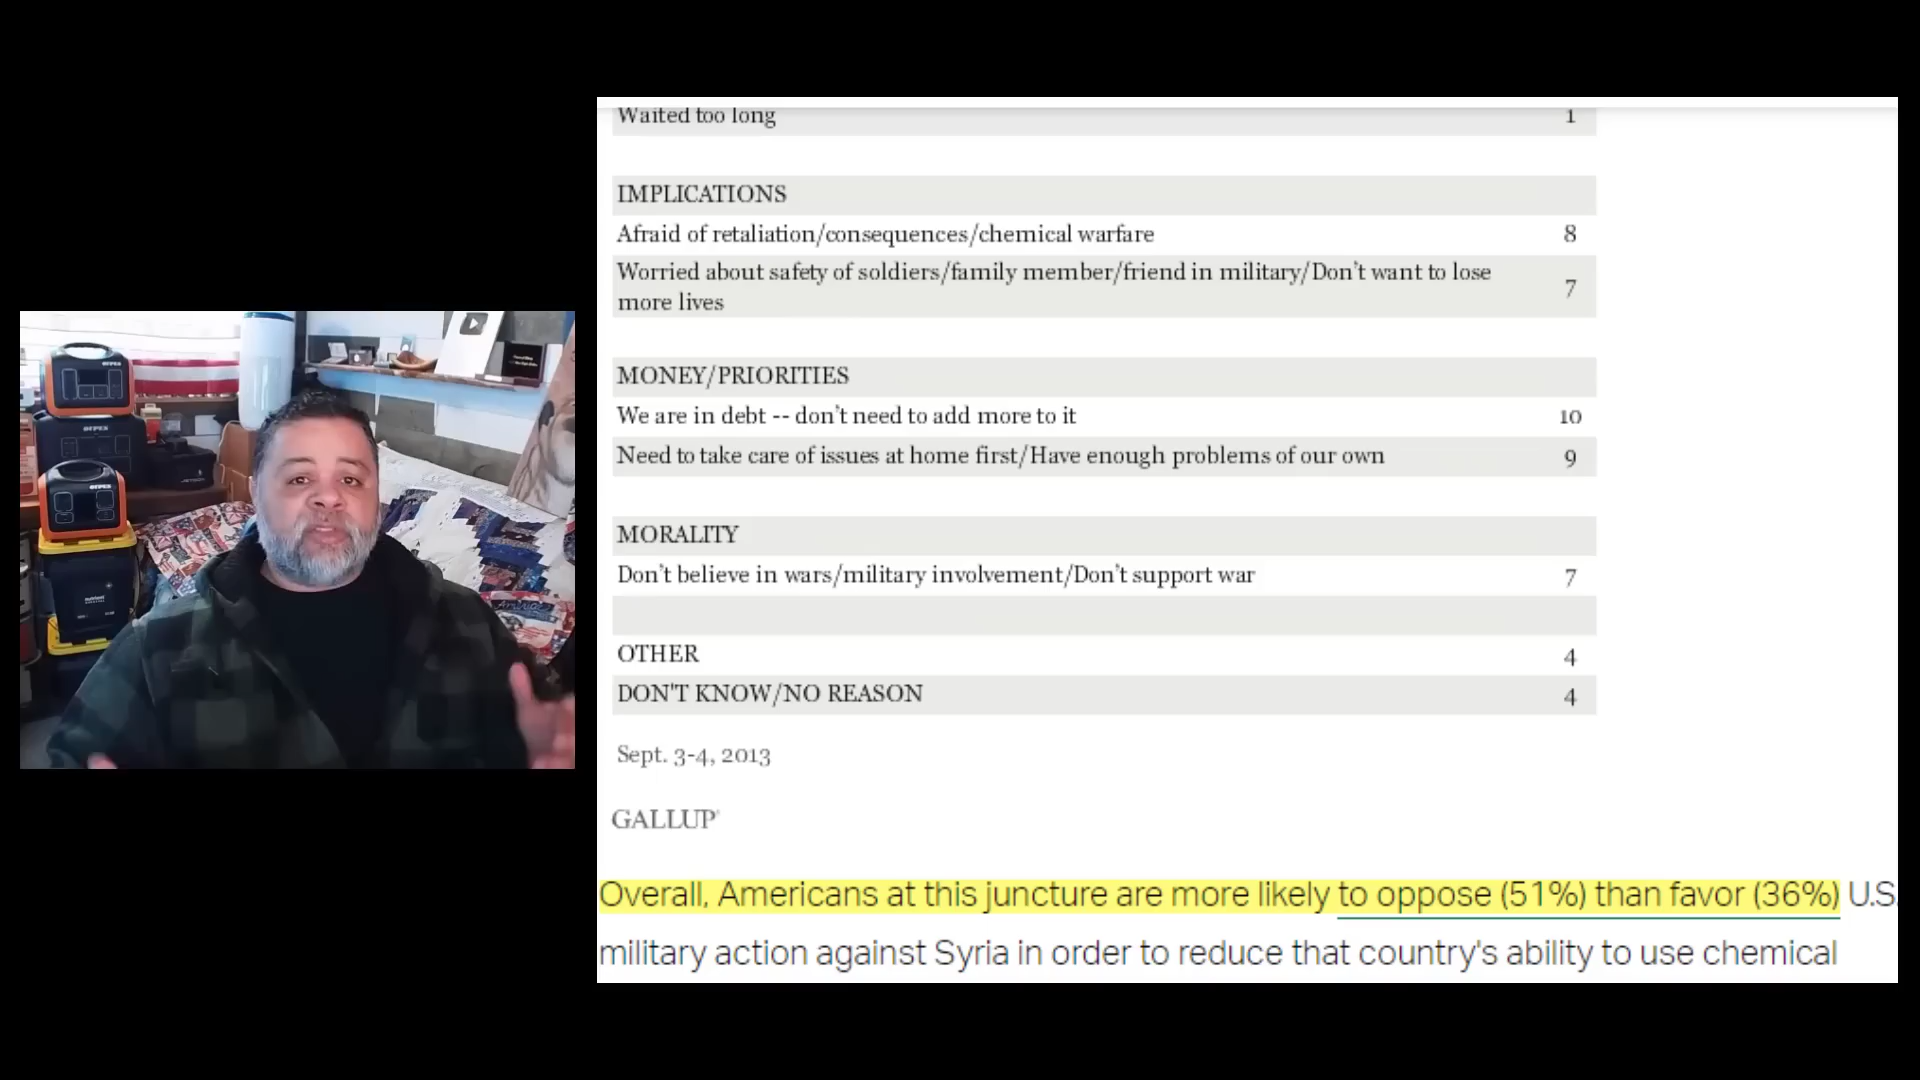 Waited too long 1
IMPLICATIONS
Afraid of retaliation/consequences/chemical warfare 8
Worried about safety of soldiers/family member/friend in military/Don't want to lose
more lives 7
MONEY/PRIORITIES
We are in debt -- don't need to add more to it 10
Need to take care of issues at home first/Have enough problems of our own 9
MORALITY
Don't believe in wars/military involvement/Don't support war 7
OTHER 4
DON'T KNOW/NO REASON 4
Sept. 3-4, 2013
GALLUP
Overall, Americans at this juncture are more likely to oppose (51%) than favor (36%) U.S.
military action against Syria in order to reduce that country's ability to use chemical
OUPES
OUPES
OUPES
America